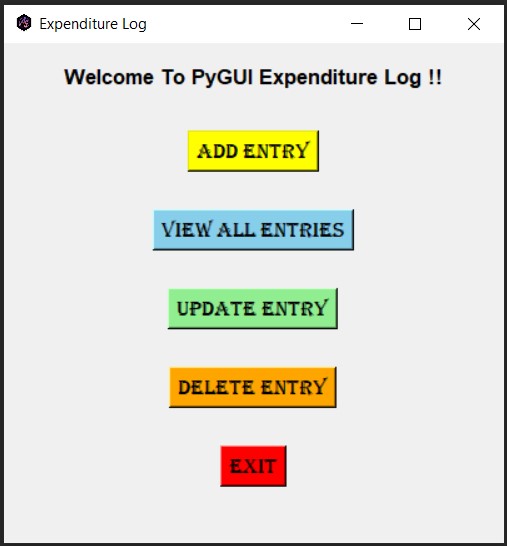 Expenditure Log
Welcome To PyGUI Expenditure Log !!
ADD ENTRY
VIEW ALL ENTRIES
UPDATE ENTRY
DELETE ENTRY
EXIT